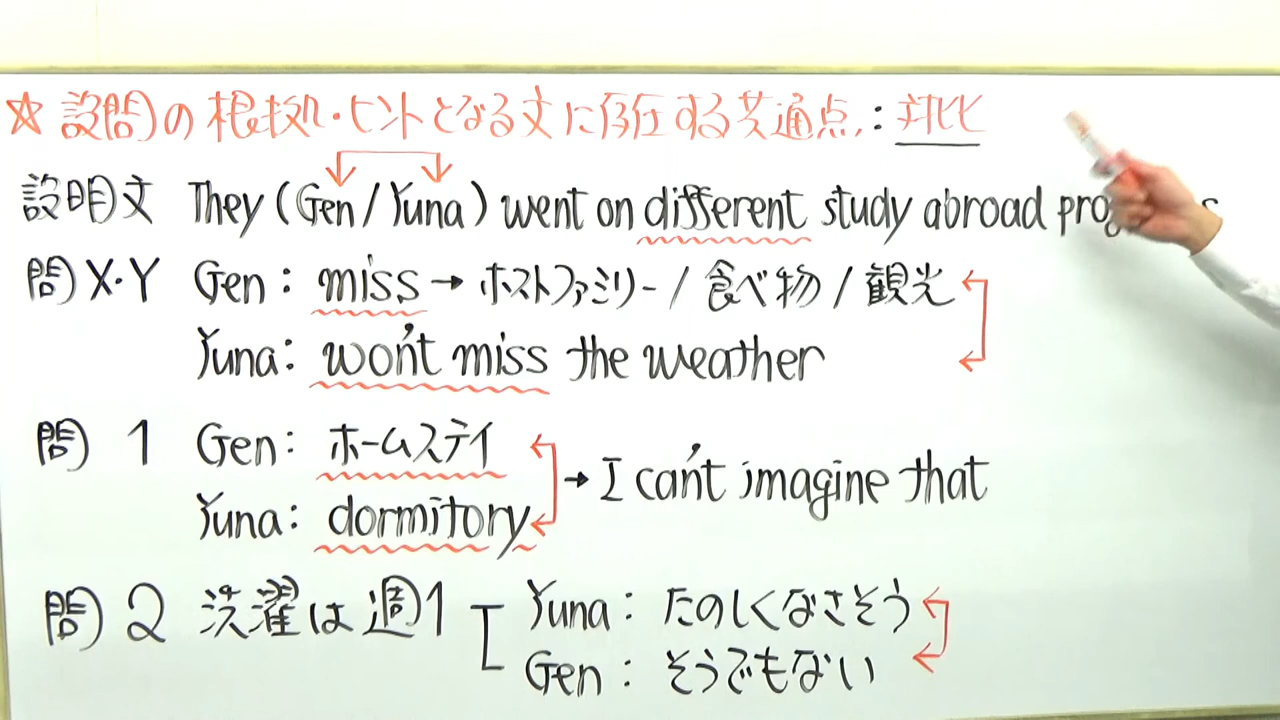 ☆ 設問の根拠・ヒントとなる文に存在する共通点.：対比
説明文 They (Gen / Yuna) went on different study abroad
問X・Y Gen : miss → ホストファミリー / 食べ物 / 観光
Yuna: won't miss the weather
問 1 Gen: ホームステイ
Yuna: dormitory
→ I can't imagine that
問 2 洗濯は週1
Yuna : たのしくなさそう
Gen : そうでもない